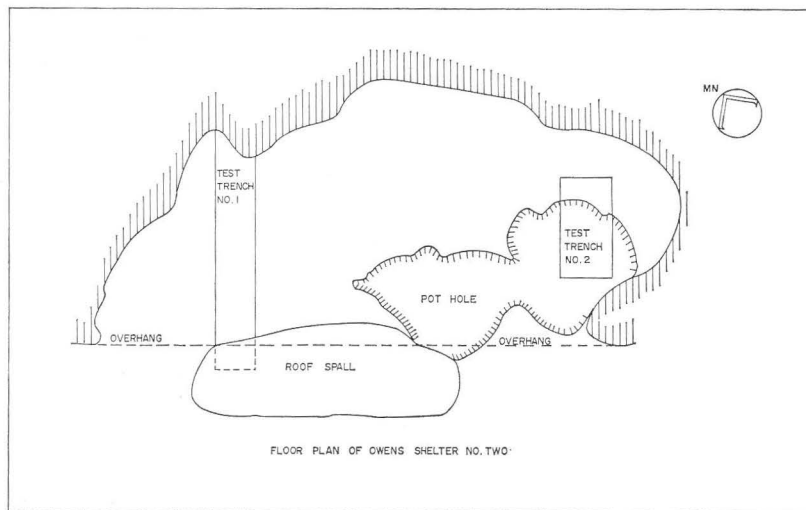 MN
TEST
TRENCH
NO. 1
TEST
TRENCH
NO. 2
POT HOLE
OVERHANG
OVERHANG
ROOF SPALL
FLOOR PLAN OF OWENS SHELTER NO. TWO